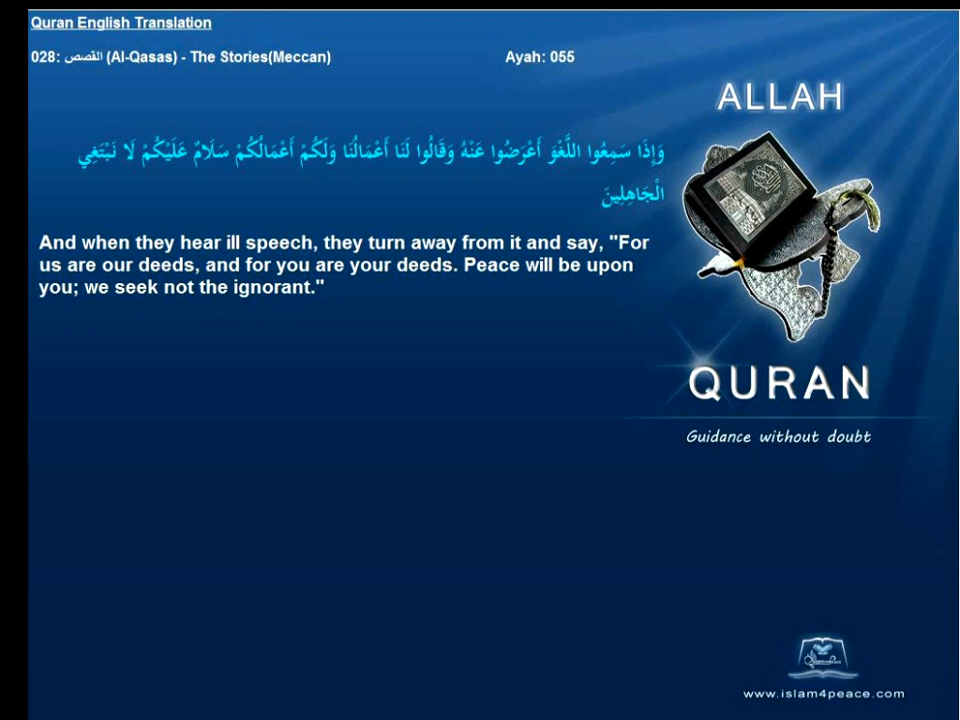 Quran English Translation
028: القصص (Al-Qasas) - The Stories(Meccan)
Ayah: 055
ALLAH
وَإِذَا سَمِعُوا اللَّغْوَ أَعْرَضُوا عَنْهُ وَقَالُوا لَنَا أَعْمَالُنَا وَلَكُمْ أَعْمَالُكُمْ سَلَامٌ عَلَيْكُمْ لَا نَبْتَغِي
الْجَاهِلِينَ
And when they hear ill speech, they turn away from it and say, "For
us are our deeds, and for you are your deeds. Peace will be upon
you; we seek not the ignorant."
QURAN
Guidance without doubt
www.islam4peace.com